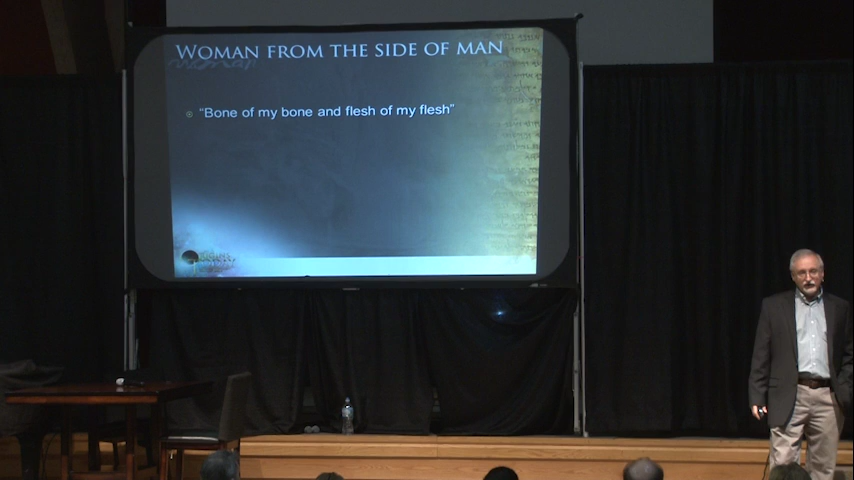 WOMAN FROM THE SIDE OF MAN
“Bone of my bone and flesh of my flesh”